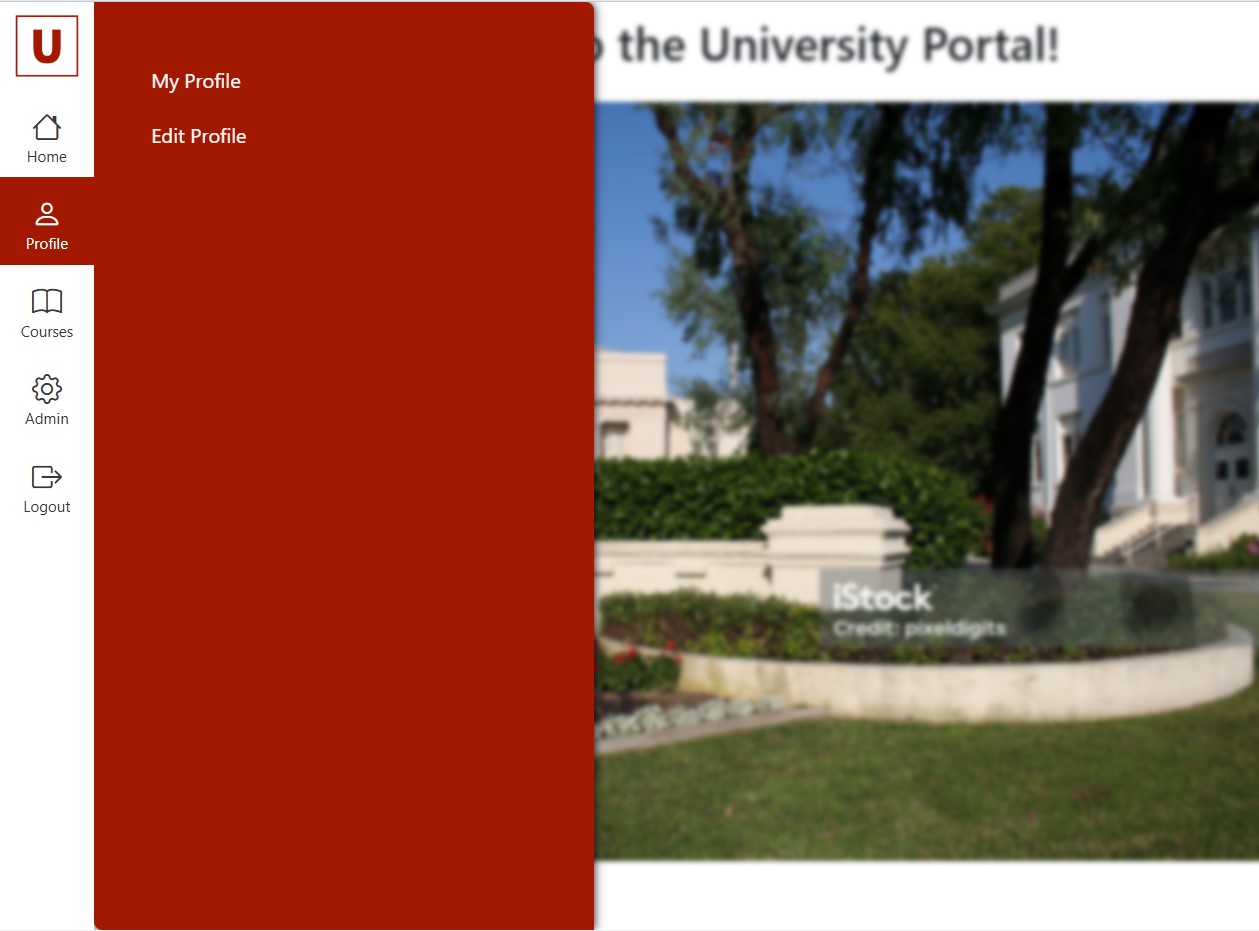 U
Home
Profile
Courses
Admin
Logout
My Profile
Edit Profile
the University Portal!
iStock
Credit: pixeldigits